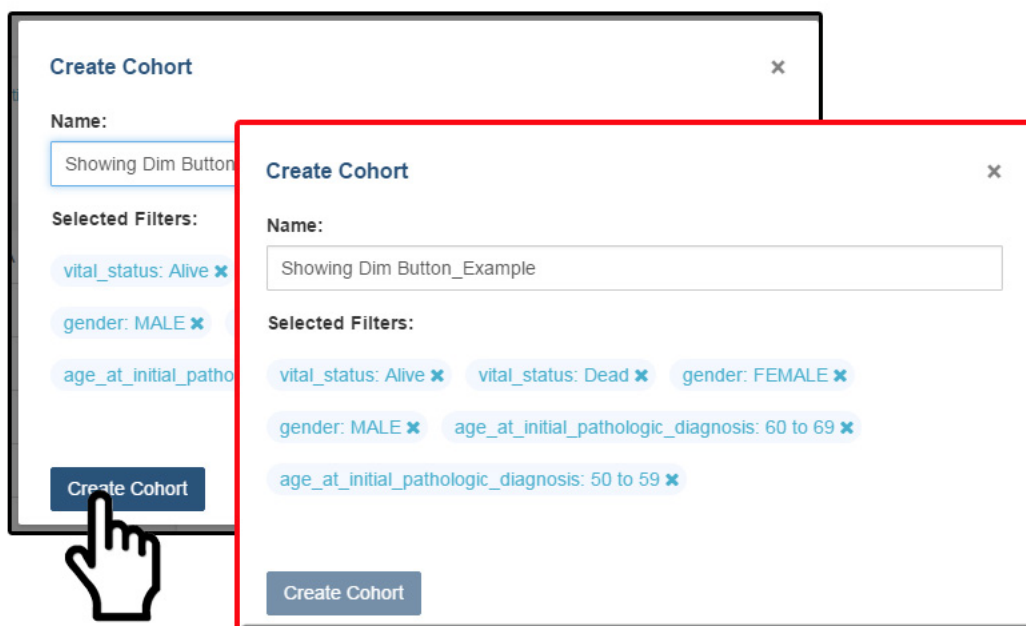 Create Cohort ×
Name:
Showing Dim Button
Selected Filters:
vital_status: Alive ✖
gender: MALE ✖
age_at_initial_patho
Create Cohort
Create Cohort ×
Name:
Showing Dim Button_Example
Selected Filters:
vital_status: Alive ✖ vital_status: Dead ✖ gender: FEMALE ✖
gender: MALE ✖ age_at_initial_pathologic_diagnosis: 60 to 69 ✖
age_at_initial_pathologic_diagnosis: 50 to 59 ✖
Create Cohort